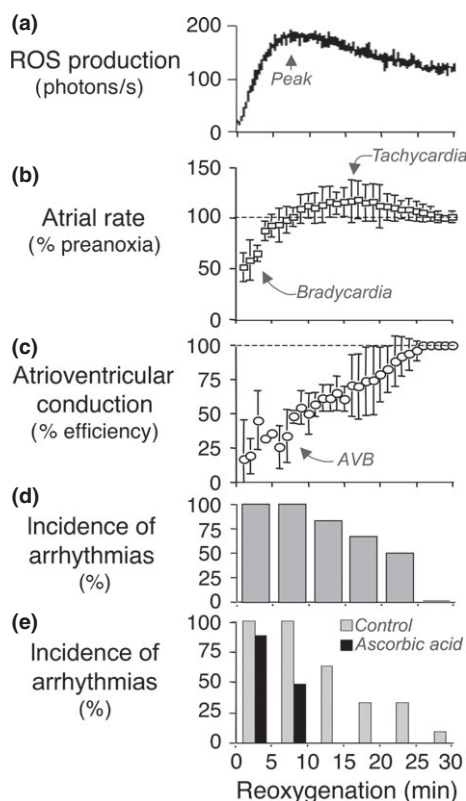 (a)
ROS production
(photons/s)
200
100
0
Peak
(b)
Atrial rate
(% preanoxia)
150
100
50
0
Tachycardia
Bradycardia
(c)
Atrioventricular
conduction
(% efficiency)
100
75
50
25
0
AVB
(d)
Incidence of
arrhythmias
(%)
100
75
50
25
0
(e)
Incidence of
arrhythmias
(%)
100
75
50
25
0
Control
Ascorbic acid
0 5 10 15 20 25 30
Reoxygenation (min)